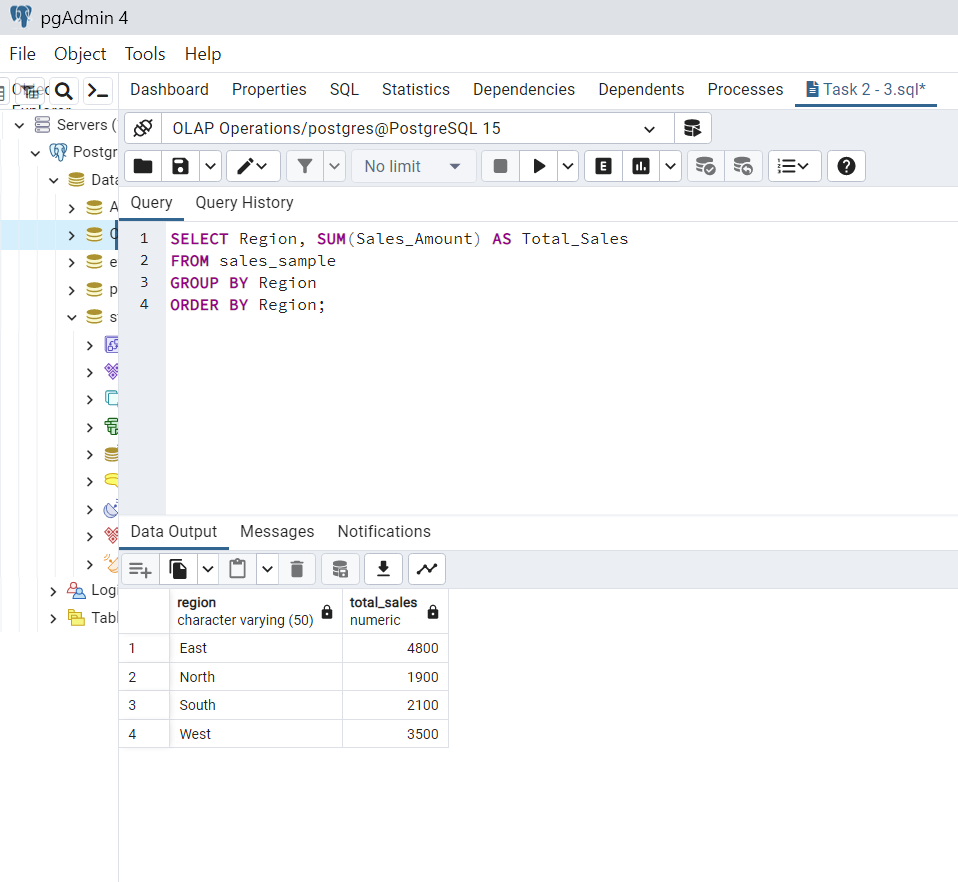 pgAdmin 4
File Object Tools Help
Dashboard Properties SQL Statistics Dependencies Dependents Processes Task 2 - 3.sql*
Servers (
OLAP Operations/postgres@PostgreSQL 15
Postgr
No limit
E
Data
Query Query History
1 SELECT Region, SUM(Sales_Amount) AS Total_Sales
2 FROM sales_sample
3 GROUP BY Region
4 ORDER BY Region;
A
e
p
s
Data Output Messages Notifications
Logi
Tabl
region total_sales
character varying (50) numeric
1 East 4800
2 North 1900
3 South 2100
4 West 3500